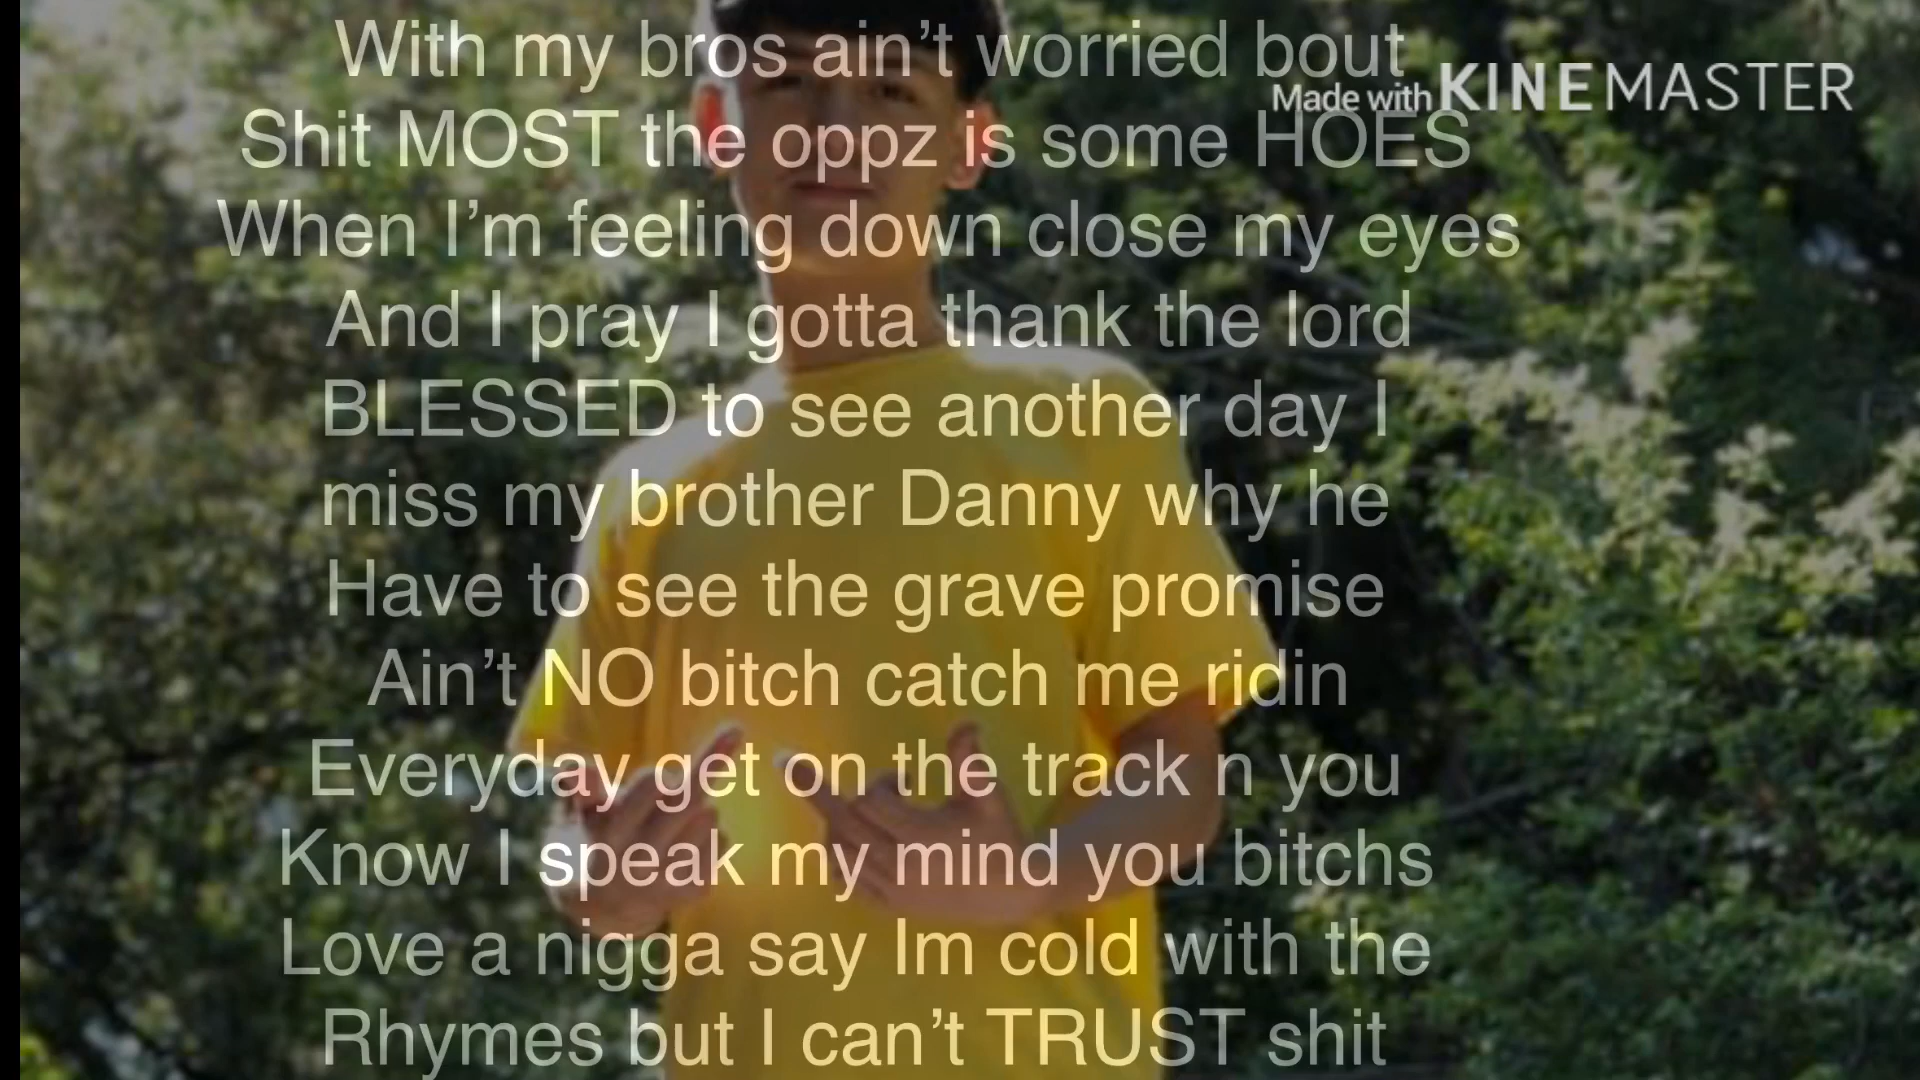 With my bros ain't worried bout
Made with KINEMASTER
Shit MOST the oppz is some HOES
When I'm feeling down close my eyes
And I pray I gotta thank the lord
BLESSED to see another day I
miss my brother Danny why he
Have to see the grave promise
Ain't NO bitch catch me ridin
Everyday get on the track n you
Know I speak my mind you bitchs
Love a nigga say Im cold with the
Rhymes but I can't TRUST shit